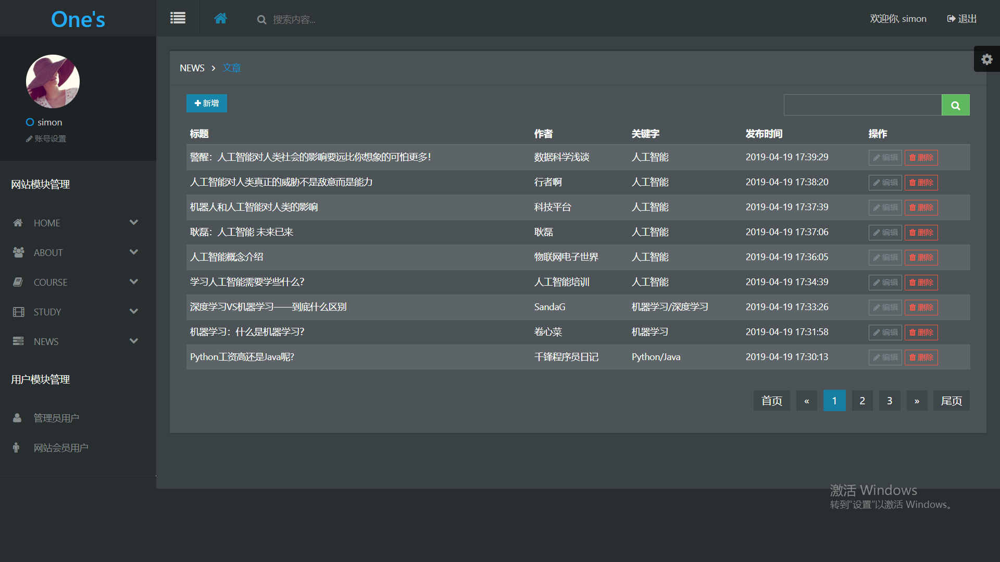 One's
搜索内容...
欢迎你, simon
退出
simon
账号设置
网站模块管理
HOME
ABOUT
COURSE
STUDY
NEWS
用户模块管理
管理员用户
网站会员用户
NEWS 文章
新增
标题 作者 关键字 发布时间 操作
警醒：人工智能对人类社会的影响要远比你想象的可怕更多！ 数据科学浅谈 人工智能 2019-04-19 17:39:29 编辑 删除
人工智能对人类真正的威胁不是敌意而是能力 行者啊 人工智能 2019-04-19 17:38:20 编辑 删除
机器人和人工智能对人类的影响 科技平台 人工智能 2019-04-19 17:37:39 编辑 删除
耿磊：人工智能 未来已来 耿磊 人工智能 2019-04-19 17:37:06 编辑 删除
人工智能概念介绍 物联网电子世界 人工智能 2019-04-19 17:36:05 编辑 删除
学习人工智能需要学些什么？ 人工智能培训 人工智能 2019-04-19 17:34:39 编辑 删除
深度学习VS机器学习——到底什么区别 SandaG 机器学习/深度学习 2019-04-19 17:33:26 编辑 删除
机器学习：什么是机器学习？ 卷心菜 机器学习 2019-04-19 17:31:58 编辑 删除
Python工资高还是Java呢？ 千锋程序员日记 Python/Java 2019-04-19 17:30:13 编辑 删除
首页 « 1 2 3 » 尾页
激活 Windows
转到“设置”以激活 Windows。